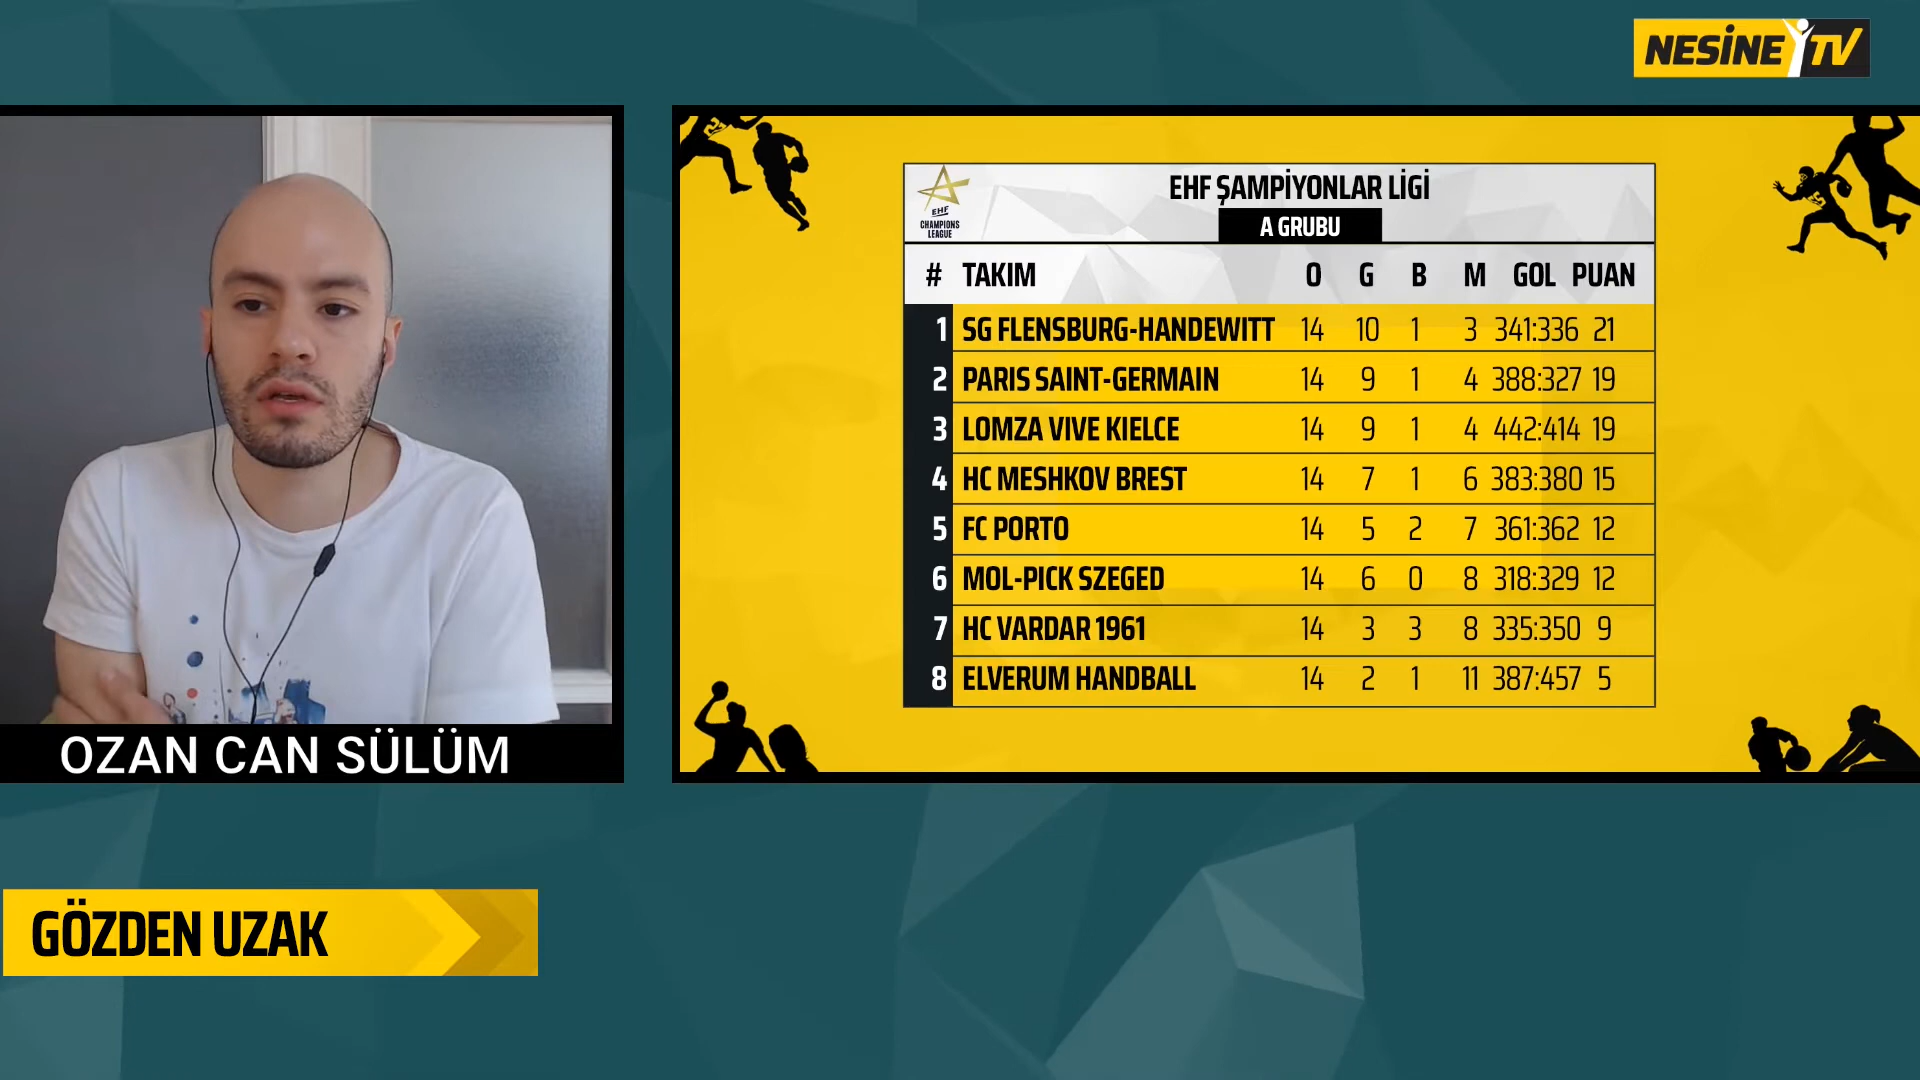 NESİNE TV
EHF ŞAMPİYONLAR LİGİ
EHF
CHAMPIONS
LEAGUE
A GRUBU
# TAKIM O G B M GOL PUAN
1 SG FLENSBURG-HANDEWITT 14 10 1 3 341:336 21
2 PARIS SAINT-GERMAIN 14 9 1 4 388:327 19
3 LOMZA VIVE KIELCE 14 9 1 4 442:414 19
4 HC MESHKOV BREST 14 7 1 6 383:380 15
5 FC PORTO 14 5 2 7 361:362 12
6 MOL-PICK SZEGED 14 6 0 8 318:329 12
7 HC VARDAR 1961 14 3 3 8 335:350 9
8 ELVERUM HANDBALL 14 2 1 11 387:457 5
OZAN CAN SÜLÜM
GÖZDEN UZAK